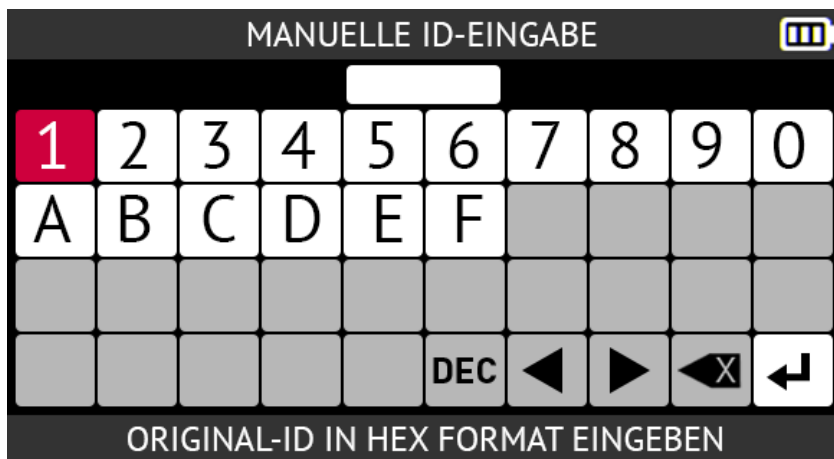 MANUELLE ID-EINGABE
1 2 3 4 5 6 7 8 9 0
A B C D E F
DEC X
ORIGINAL-ID IN HEX FORMAT EINGEBEN